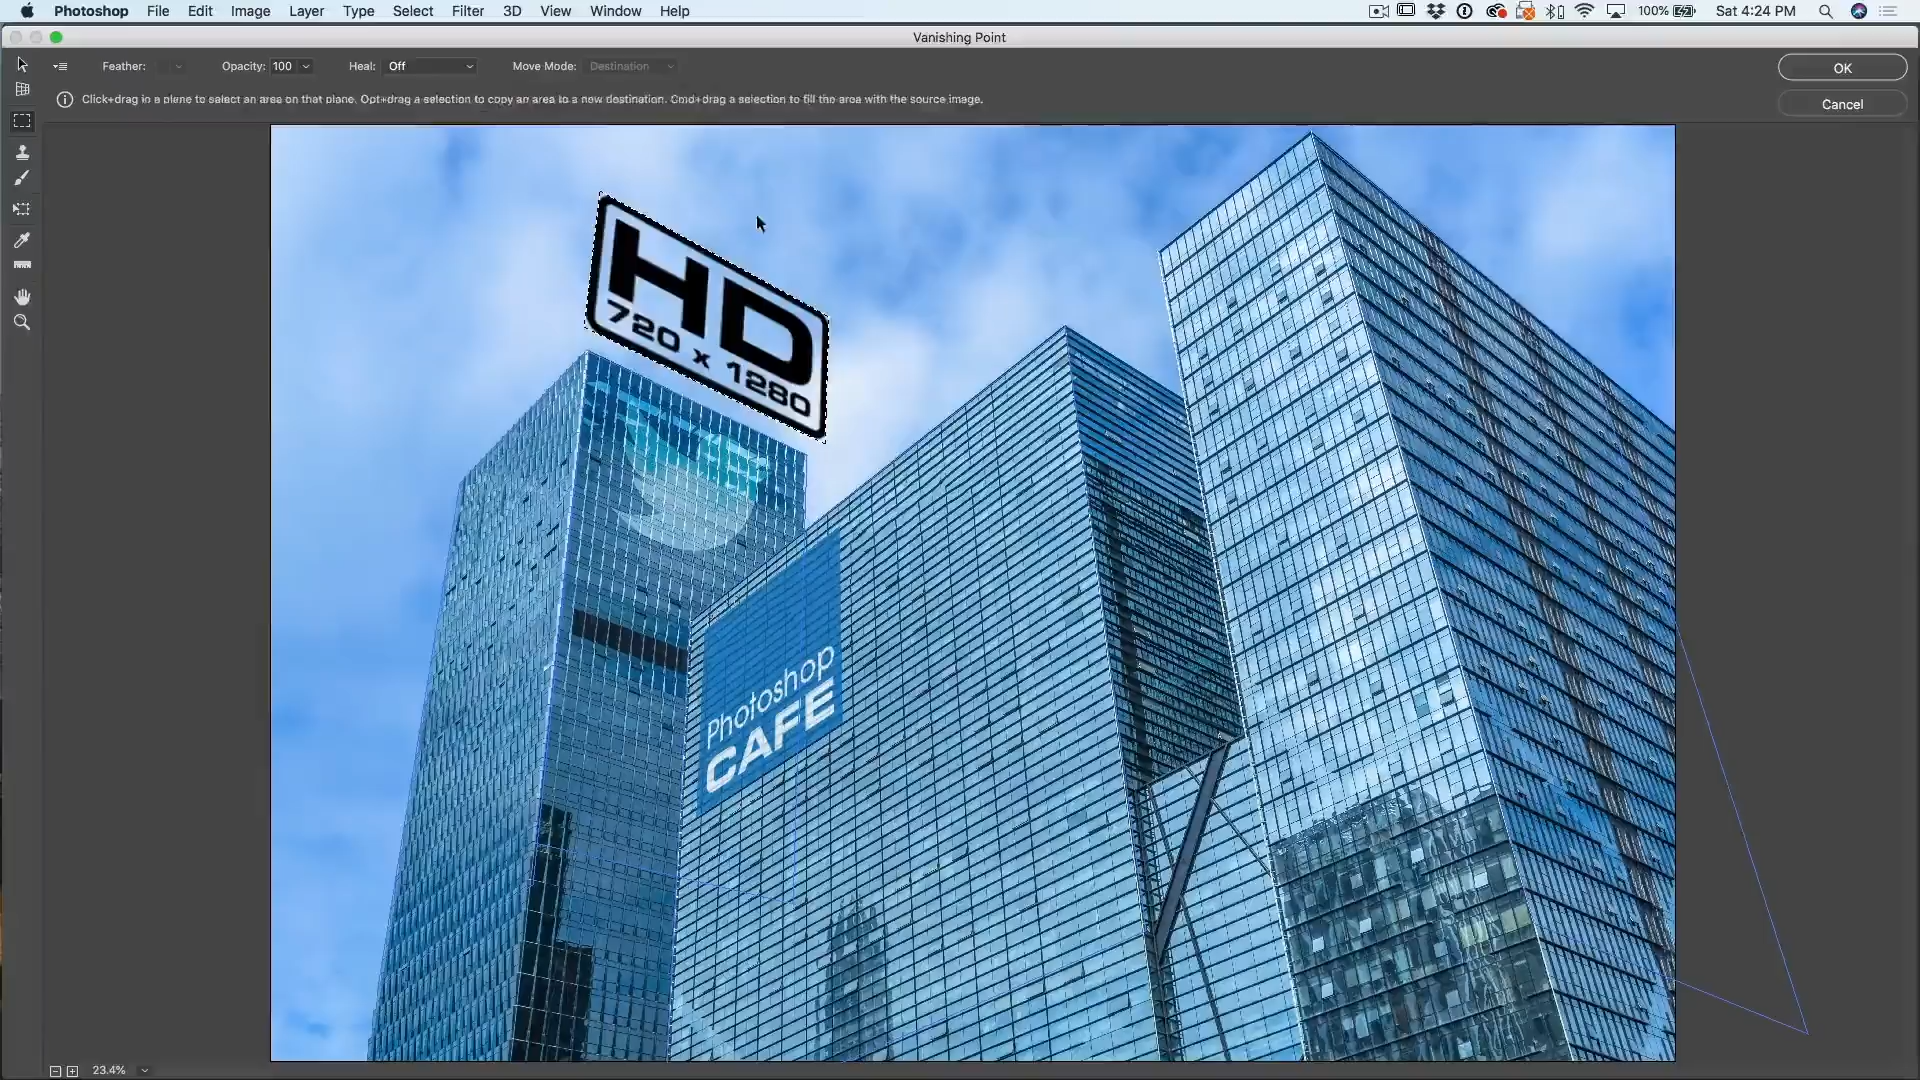 Photoshop File Edit Image Layer Type Select Filter 3D View Window Help 100% Sat 4:24 PM
Vanishing Point
Feather: Opacity: 100 Heal: Off Move Mode: Destination OK
Click+drag in a plane to select an area on that plane. Opt+drag a selection to copy an area to a new destination. Cmd+drag a selection to fill the area with the source image.
Cancel
HD
720 x 1280
Photoshop
CAFE
23.4%